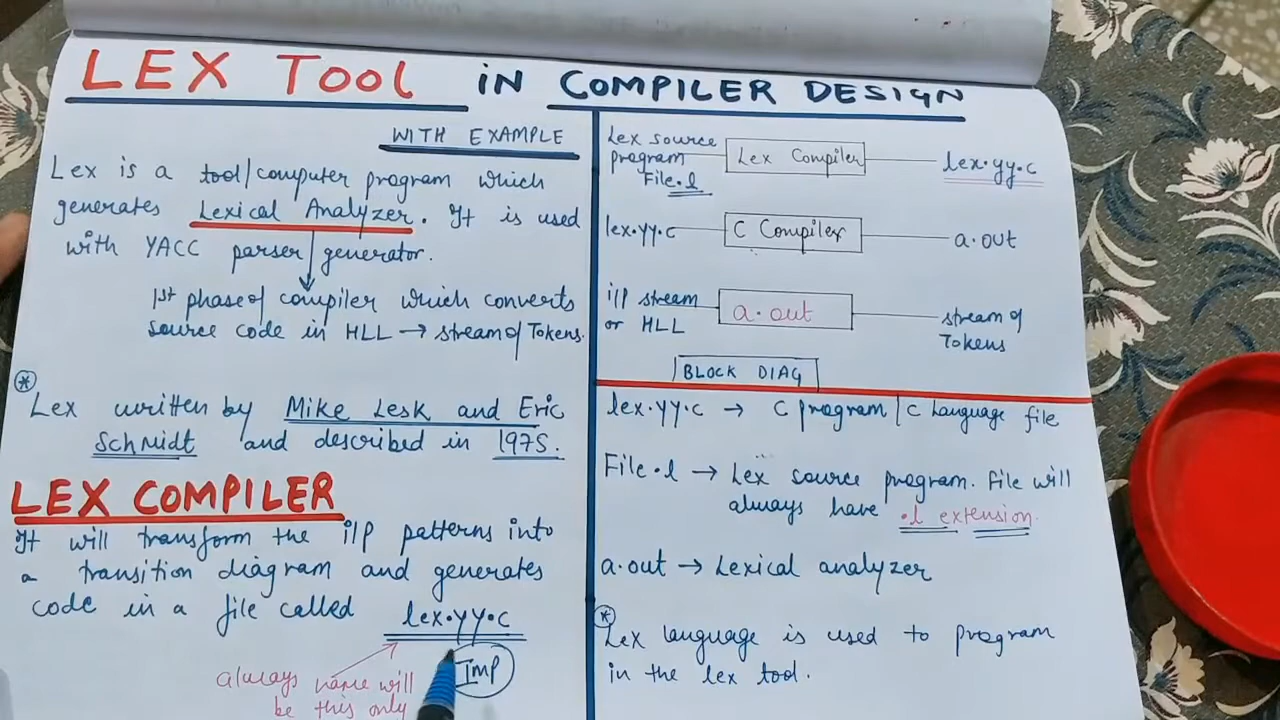 LEX TOOL IN COMPILER DESIGN
WITH EXAMPLE
Lex is a tool/computer program which
generates Lexical Analyzer. It is used
with YACC parser generator.
1st phase of compiler which converts
source code in HLL → stream of Tokens.
* Lex written by Mike Lesk and Eric
Schmidt and described in 1975.
LEX COMPILER
It will transform the i/p patterns into
a transition diagram and generates
code in a file called lex.yy.c
IMP
always name will
be this only
Lex source
program
File.l
Lex Compiler
lex.yy.c
lex.yy.c
C Compiler
a.out
i/p stream
or HLL
a.out
stream of
Tokens
BLOCK DIAG
lex.yy.c → C program / C language file
File.l → Lex source program. File will
always have .l extension.
a.out → Lexical analyzer
* Lex language is used to program
in the lex tool.